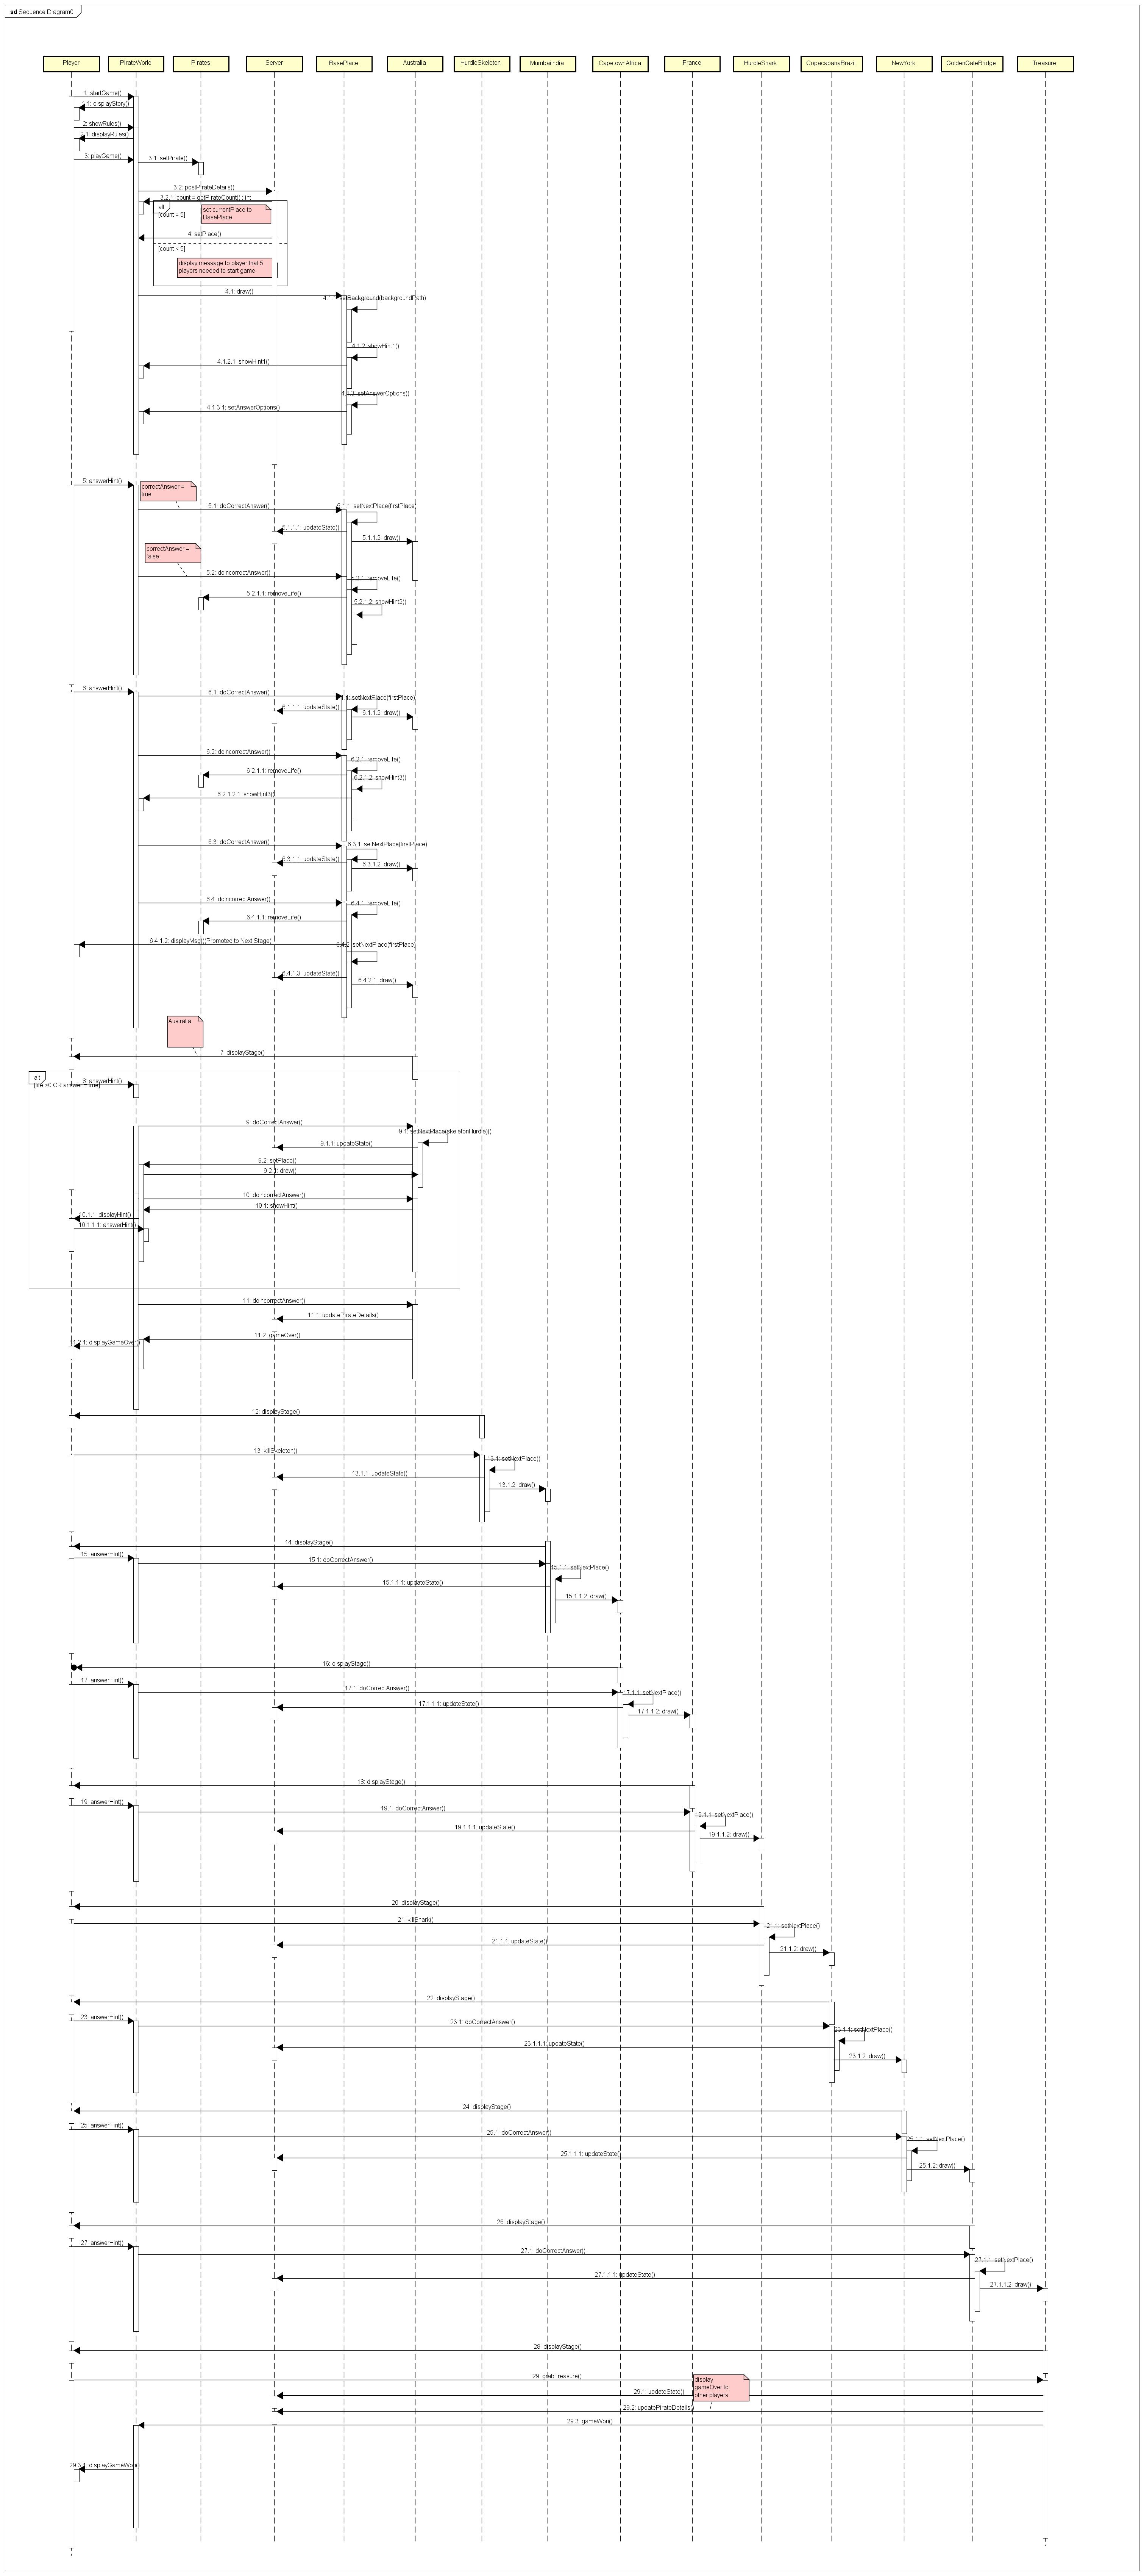 sd Sequence Diagram0
Player PirateWorld Pirates Server BasePlace Australia HurdleSkeleton MumbaiIndia CapetownAfrica France HurdleShark CopacabanaBrazil NewYork GoldenGateBridge Treasure
1: startGame()
1.1: displayStory()
2: showRules()
2.1: displayRules()
3: playGame()
3.1: setPirate()
3.2: postPirateDetails()
3.2.1: count = getPirateCount() : int
alt
[count = 5]
set currentPlace to
BasePlace
4: setPlace()
[count < 5]
display message to player that 5
players needed to start game
4.1: draw()
4.1.1: setBackground(backgroundPath)
4.1.2: showHint1()
4.1.2.1: showHint1()
4.1.3: setAnswerOptions()
4.1.3.1: setAnswerOptions()
5: answerHint()
correctAnswer =
true
5.1: doCorrectAnswer()
5.1.1: setNextPlace(firstPlace)
5.1.1.1: updateState()
5.1.1.2: draw()
correctAnswer =
false
5.2: doIncorrectAnswer()
5.2.1: removeLife()
5.2.1.1: removeLife()
5.2.1.2: showHint2()
6: answerHint()
6.1: doCorrectAnswer()
setNextPlace(firstPlace)
6.1.1.1: updateState()
6.1.1.2: draw()
6.2: doIncorrectAnswer()
6.2.1: removeLife()
6.2.1.1: removeLife()
6.2.1.2: showHint3()
6.2.1.2.1: showHint3()
6.3: doCorrectAnswer()
6.3.1: setNextPlace(firstPlace)
6.3.1.1: updateState()
6.3.1.2: draw()
6.4: doIncorrectAnswer()
6.4.1: removeLife()
6.4.1.1: removeLife()
6.4.1.2: displayMsg()(Promoted to Next Stage)
6.4.2: setNextPlace(firstPlace)
6.4.1.3: updateState()
6.4.2.1: draw()
Australia
7: displayStage()
alt
8: answerHint()
[life >0 OR answer = true]
9: doCorrectAnswer()
9.1: setNextPlace(skeletonHurdle)()
9.1.1: updateState()
9.2: setPlace()
9.2.1: draw()
10: doIncorrectAnswer()
10.1: showHint()
10.1.1: displayHint()
10.1.1.1: answerHint()
11: doIncorrectAnswer()
11.1: updatePirateDetails()
11.2: gameOver()
11.2.1: displayGameOver()
12: displayStage()
13: killSkeleton()
13.1: setNextPlace()
13.1.1: updateState()
13.1.2: draw()
14: displayStage()
15: answerHint()
15.1: doCorrectAnswer()
15.1.1: setNextPlace()
15.1.1.1: updateState()
15.1.1.2: draw()
16: displayStage()
17: answerHint()
17.1: doCorrectAnswer()
17.1.1: setNextPlace()
17.1.1.1: updateState()
17.1.1.2: draw()
18: displayStage()
19: answerHint()
19.1: doCorrectAnswer()
19.1.1: setNextPlace()
19.1.1.1: updateState()
19.1.1.2: draw()
20: displayStage()
21: killShark()
21.1: setNextPlace()
21.1.1: updateState()
21.1.2: draw()
22: displayStage()
23: answerHint()
23.1: doCorrectAnswer()
23.1.1: setNextPlace()
23.1.1.1: updateState()
23.1.2: draw()
24: displayStage()
25: answerHint()
25.1: doCorrectAnswer()
25.1.1: setNextPlace()
25.1.1.1: updateState()
25.1.2: draw()
26: displayStage()
27: answerHint()
27.1: doCorrectAnswer()
27.1.1: setNextPlace()
27.1.1.1: updateState()
27.1.1.2: draw()
28: displayStage()
29: grabTreasure()
display
gameOver to
other players
29.1: updateState()
29.2: updatePirateDetails()
29.3: gameWon()
29.3.1: displayGameWon()